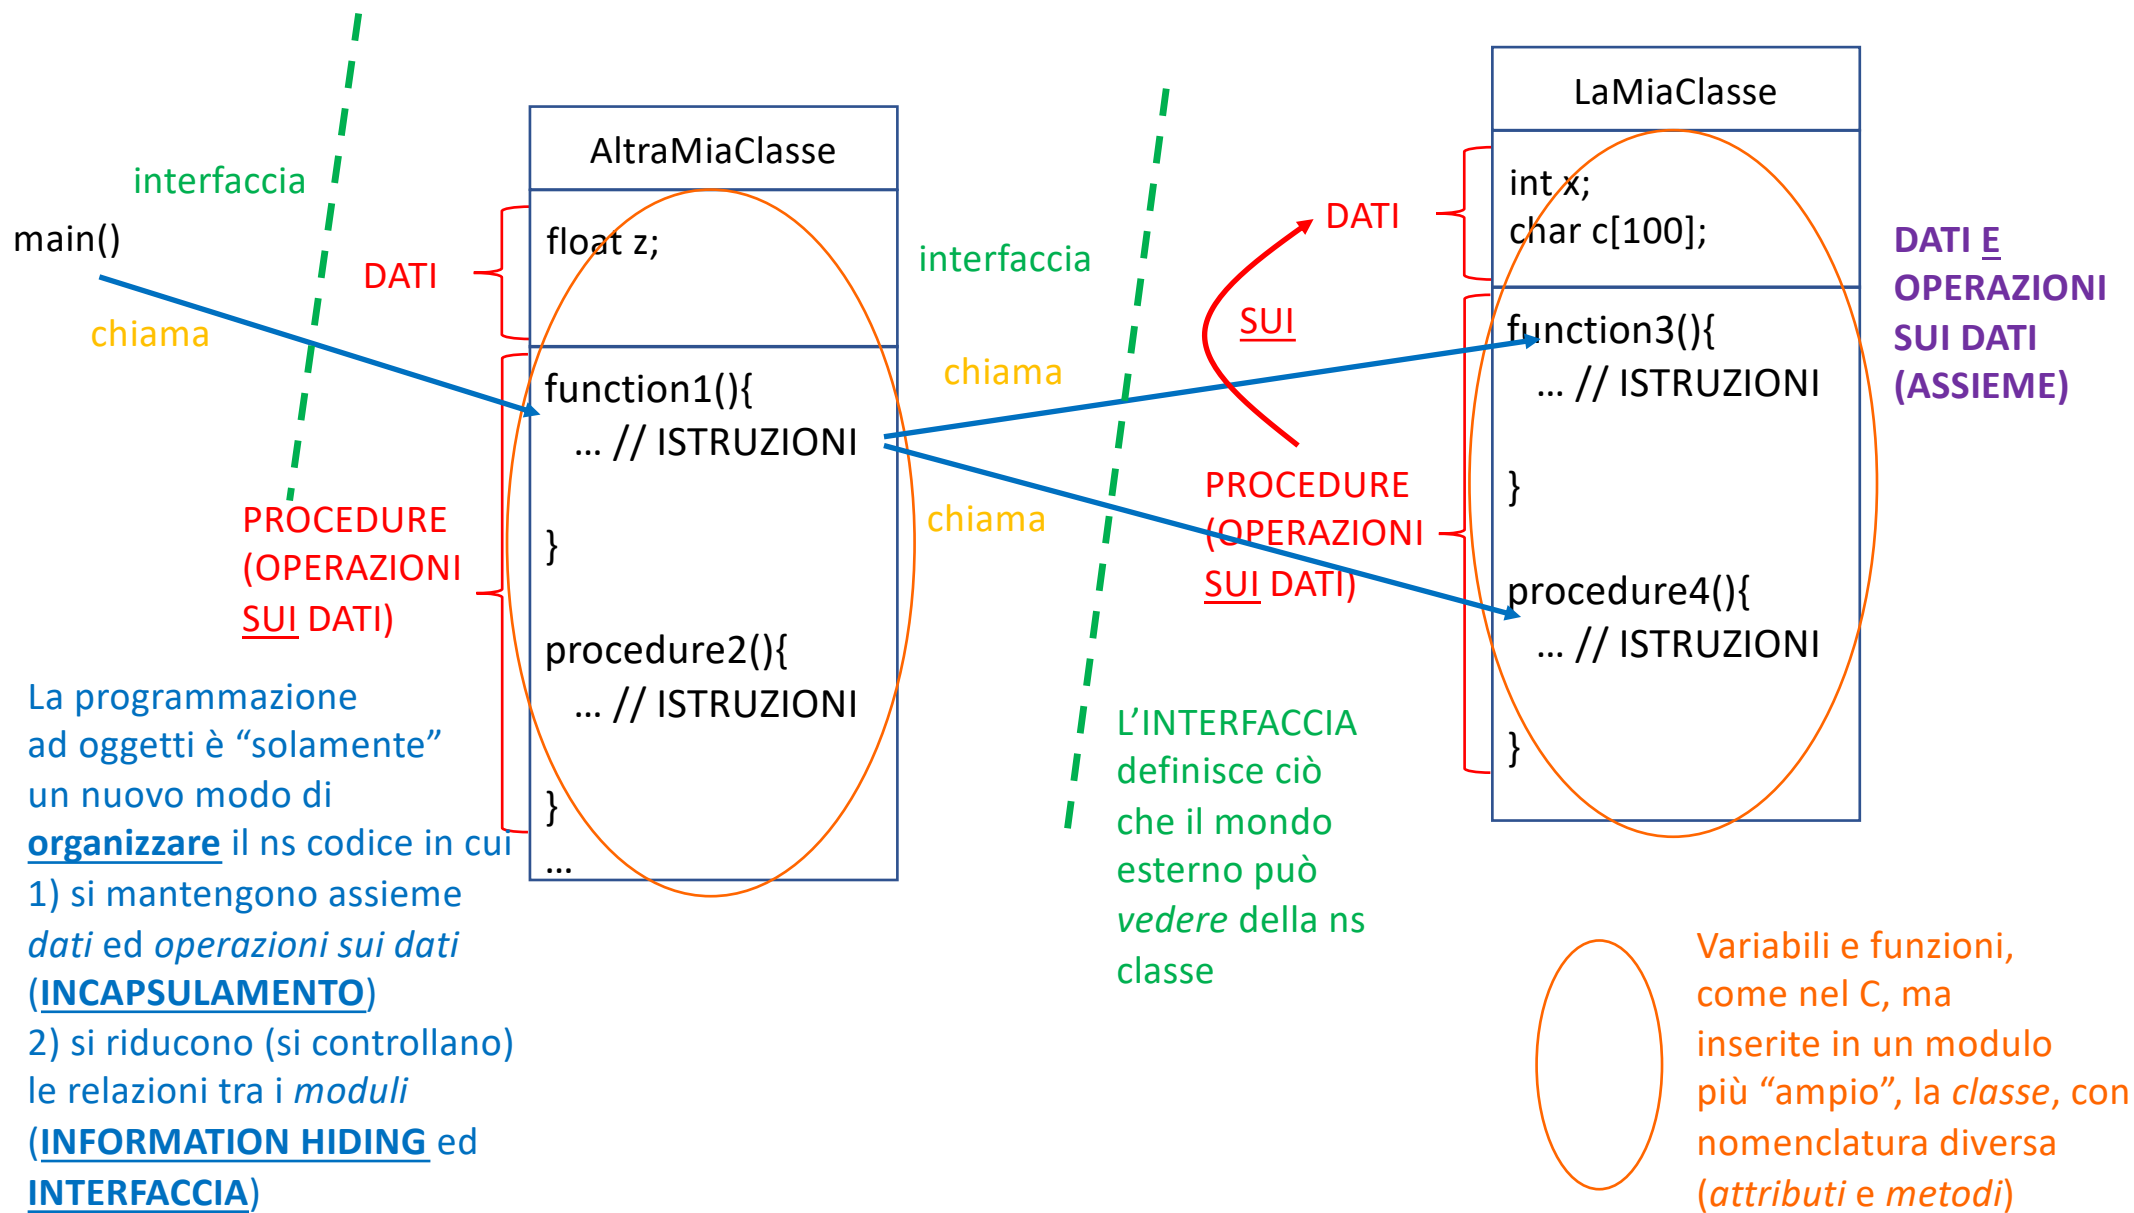 main()
interfaccia
chiama
AltraMiaClasse
DATI
float z;
function1(){
… // ISTRUZIONI
}
procedure2(){
… // ISTRUZIONI
}
…
PROCEDURE
(OPERAZIONI
SUI DATI)
interfaccia
chiama
chiama
LaMiaClasse
DATI
int x;
char c[100];
SUI
function3(){
… // ISTRUZIONI
}
procedure4(){
… // ISTRUZIONI
}
PROCEDURE
(OPERAZIONI
SUI DATI)
DATI E
OPERAZIONI
SUI DATI
(ASSIEME)
La programmazione
ad oggetti è “solamente”
un nuovo modo di
organizzare il ns codice in cui
1) si mantengono assieme
dati ed operazioni sui dati
(INCAPSULAMENTO)
2) si riducono (si controllano)
le relazioni tra i moduli
(INFORMATION HIDING ed
INTERFACCIA)
L’INTERFACCIA
definisce ciò
che il mondo
esterno può
vedere della ns
classe
Variabili e funzioni,
come nel C, ma
inserite in un modulo
più “ampio”, la classe, con
nomenclatura diversa
(attributi e metodi)